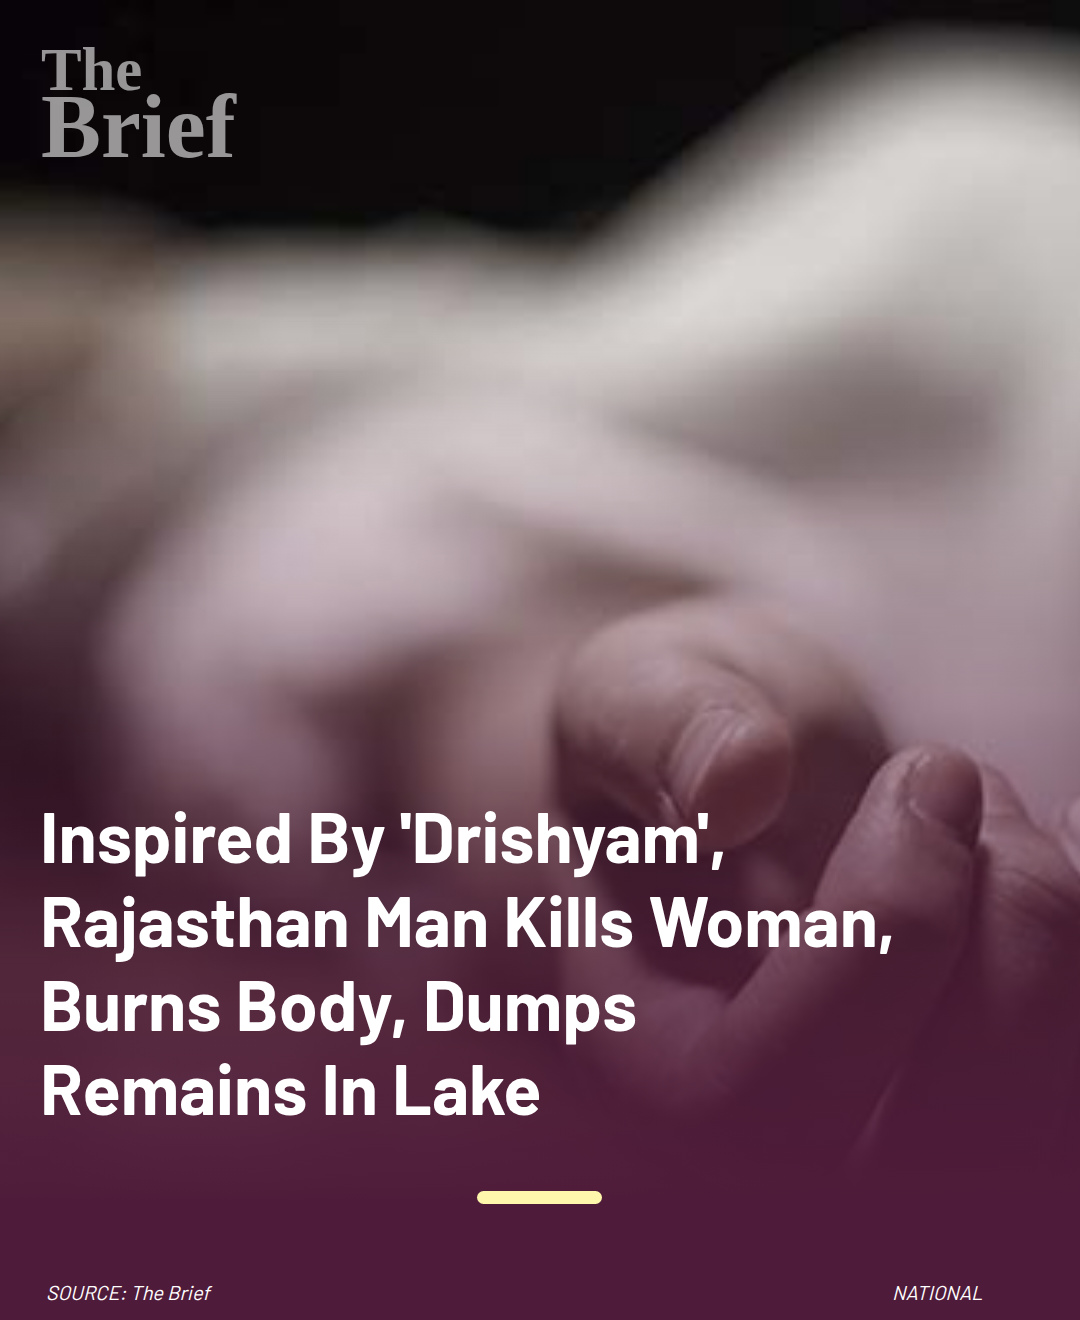 The
Brief
Inspired By 'Drishyam',
Rajasthan Man Kills Woman,
Burns Body, Dumps
Remains In Lake
SOURCE: The Brief
NATIONAL